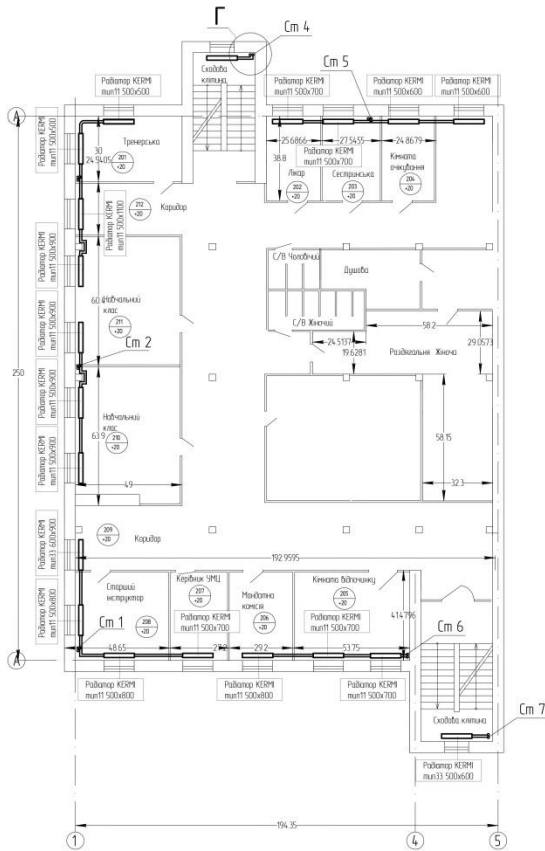 Г
Ст 4
Сходова
клітина
Ст 5
Радіатор KERMI
тип11 500х500
Радіатор KERMI
тип11 500х700
Радіатор KERMI
тип11 500х600
Радіатор KERMI
тип11 500х600
А
Радіатор KERMI
тип11 500х500
30
24.5405
Тренерська
201
+20
25.6866
27.5455
24.8679
Радіатор KERMI
тип11 500х700
38.8
Лікар
202
+20
Сестринська
203
+20
Кімната
очікування
204
+20
212
+20
Коридор
Радіатор KERMI
тип11 500х1100
Радіатор KERMI
тип11 500х900
С/В Чоловічий
Душова
60.4
Навчальний
клас
211
+20
Радіатор KERMI
тип11 500х900
С/В Жіночий
58.2
24.5137
19.6281
Роздягальня Жіноча
29.0573
Ст 2
250
Радіатор KERMI
тип11 500х900
Навчальний
клас
210
+20
63.9
58.15
Радіатор KERMI
тип11 500х900
49
32.3
209
+20
Коридор
Радіатор KERMI
тип33 600х900
192.9595
Старший
інструктор
208
+20
Керівник УМЦ
207
+20
Радіатор KERMI
тип11 500х700
Мандатна
комісія
206
+20
Кімната відпочинку
205
+20
Радіатор KERMI
тип11 500х700
414.796
Радіатор KERMI
тип11 500х800
Ст 1
48.65
29.2
53.75
Ст 6
А
Радіатор KERMI
тип11 500х800
Радіатор KERMI
тип11 500х800
Радіатор KERMI
тип11 500х700
Сходова клітина
Ст 7
Радіатор KERMI
тип33 500х600
194.35
1
4
5